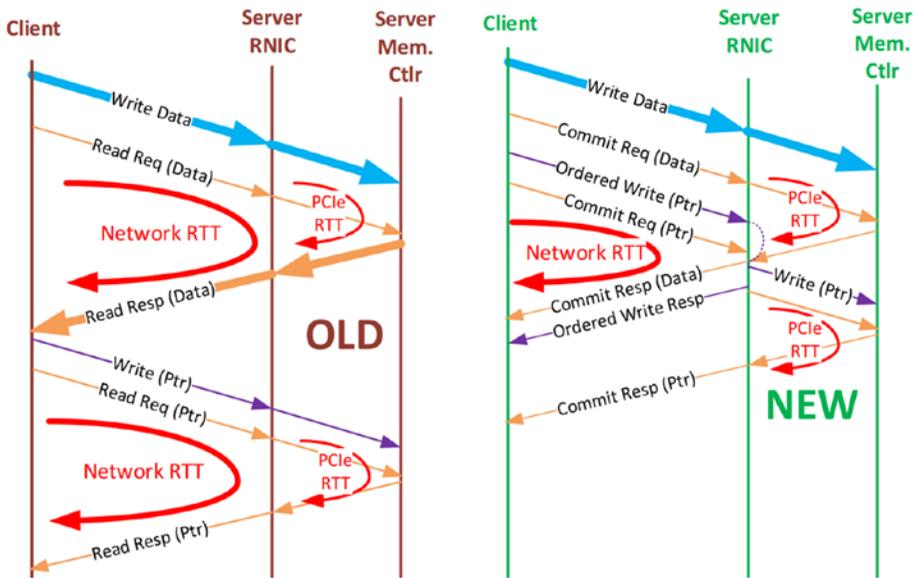 Client
Server
RNIC
Server
Mem.
Ctlr
Write Data
Read Req (Data)
PCIe
RTT
Network RTT
Read Resp (Data)
OLD
Write (Ptr)
Read Req (Ptr)
PCIe
RTT
Network RTT
Read Resp (Ptr)
Client
Server
RNIC
Server
Mem.
Ctlr
Write Data
Commit Req (Data)
Ordered Write (Ptr)
PCIe
RTT
Commit Req (Ptr)
Network RTT
Commit Resp (Data)
Write (Ptr)
Ordered Write Resp
PCIe
RTT
Commit Resp (Ptr)
NEW